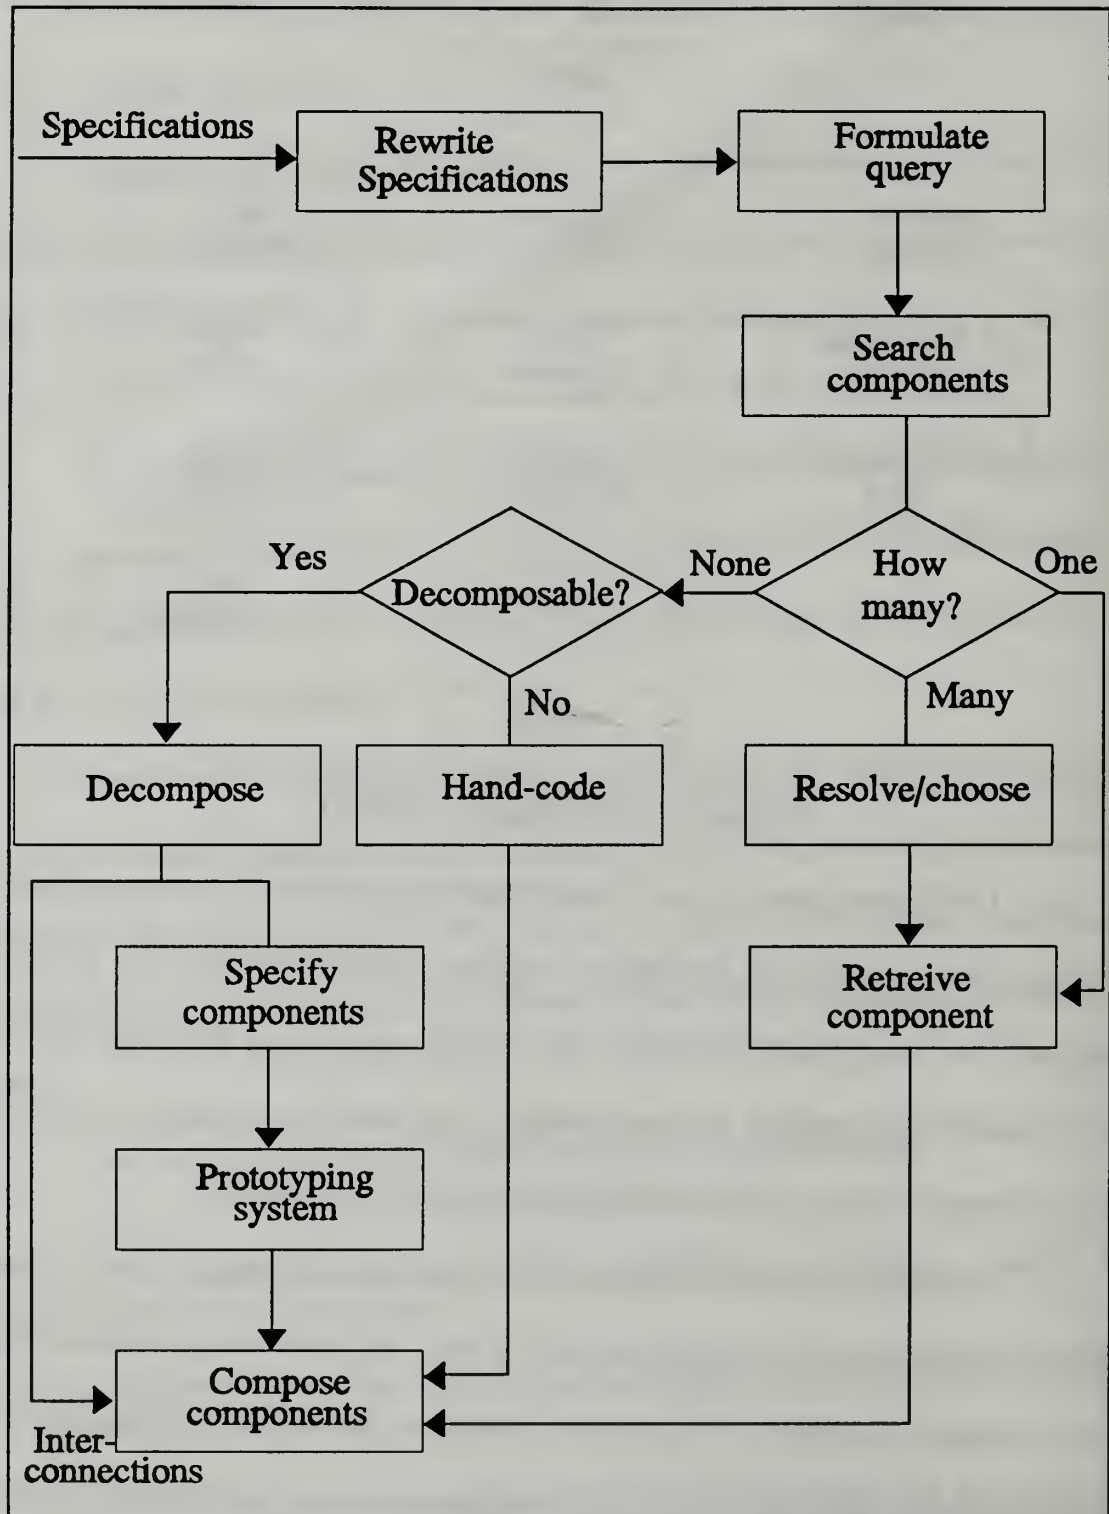 Specifications
Rewrite
Specifications
Formulate
query
Search
components
Yes
Decomposable?
None
How
many?
One
No
Many
Decompose
Hand-code
Resolve/choose
Specify
components
Retreive
component
Prototyping
system
Compose
components
Inter-
connections